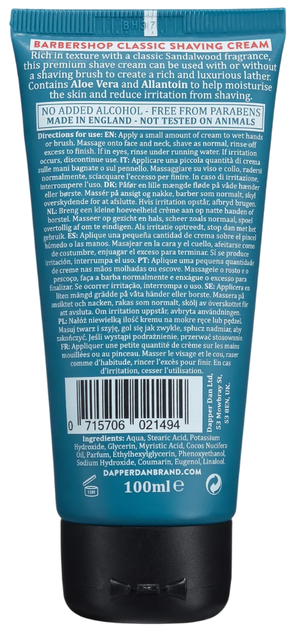 BARBERSHOP CLASSIC SHAVING CREAM
Rich in texture with a classic Sandalwood fragrance,
this premium shave cream can be used with or without
a shaving brush to create a rich and luxurious lather.
Contains Aloe Vera and Allantoin to help moisturise
the skin and reduce irritation from shaving.
NO ADDED ALCOHOL - FREE FROM PARABENS
MADE IN ENGLAND - NOT TESTED ON ANIMALS
Directions for use: EN: Apply a small amount of cream to wet hands
or brush. Massage onto face and neck, shave as normal, rinse off
excess to finish. If in eyes, rinse under running water. If irritation
occurs, discontinue use. IT: Applicare una piccola quantità di crema
sulle mani bagnate o sul pennello. Massaggiare su viso e collo, radersi
normalmente, sciacquare l'eccesso per finire. In caso di irritazione,
interrompere l'uso. DK: Påfør en lille mængde fløde på våde hænder
eller børste. Massér på ansigt og nakke, barber som normalt, skyl
overskydende for at afslutte. Hvis irritation opstår, afbryd brugen.
NL: Breng een kleine hoeveelheid crème aan op natte handen of
borstel. Masseer op gezicht en hals, scheer zoals normaal, spoel
overtollig af om te eindigen. Als irritatie optreedt, stop dan met het
gebruik. ES: Aplique una pequeña cantidad de crema sobre el pincel
húmedo o las manos. Masajear en la cara y el cuello, afeitarse como
de costumbre, enjugar el exceso para terminar. Si se produce
irritación, interrumpa el uso. PT: Aplique uma pequena quantidade
de creme nas mãos molhadas ou escove. Massageie o rosto e o
pescoço, faça a barba normalmente e enxágue o excesso para
finalizar. Se ocorrer irritação, interrompa o uso. SE: Applicera en
liten mängd grädde på våta händer eller borste. Massera på
ansiktet och nacken, rakas som normalt, skölj av överskottet för
att avsluta. Om irritation uppstår, avbryta användningen.
PL: Nałóż niewielką ilość kremu na mokre ręce lub pędzel.
Masuj twarz i szyję, gol się jak zwykle, spłucz nadmiar, aby
zakończyć. Jeśli wystąpi podrażnienie, przerwać stosowanie
FR: Appliquer une petite quantité de crème sur les mains
mouillées ou au pinceau. Masser le visage et le cou, raser
comme d'habitude, rincer l'excès pour finir. En cas
d'irritation, cesser l'utilisation.
Dapper Dan Ltd,
53 Mowbray St,
S3 8EN, UK.
0 715706 021494
Ingredients: Aqua, Stearic Acid, Potassium
Hydroxide, Glycerin, Myristic Acid, Cocos Nucifera
Oil, Parfum, Ethylhexylglycerin, Phenoxyethanol,
Sodium Hydroxide, Coumarin, Eugenol, Linalool.
DAPPERDANBRAND.COM
100ml e